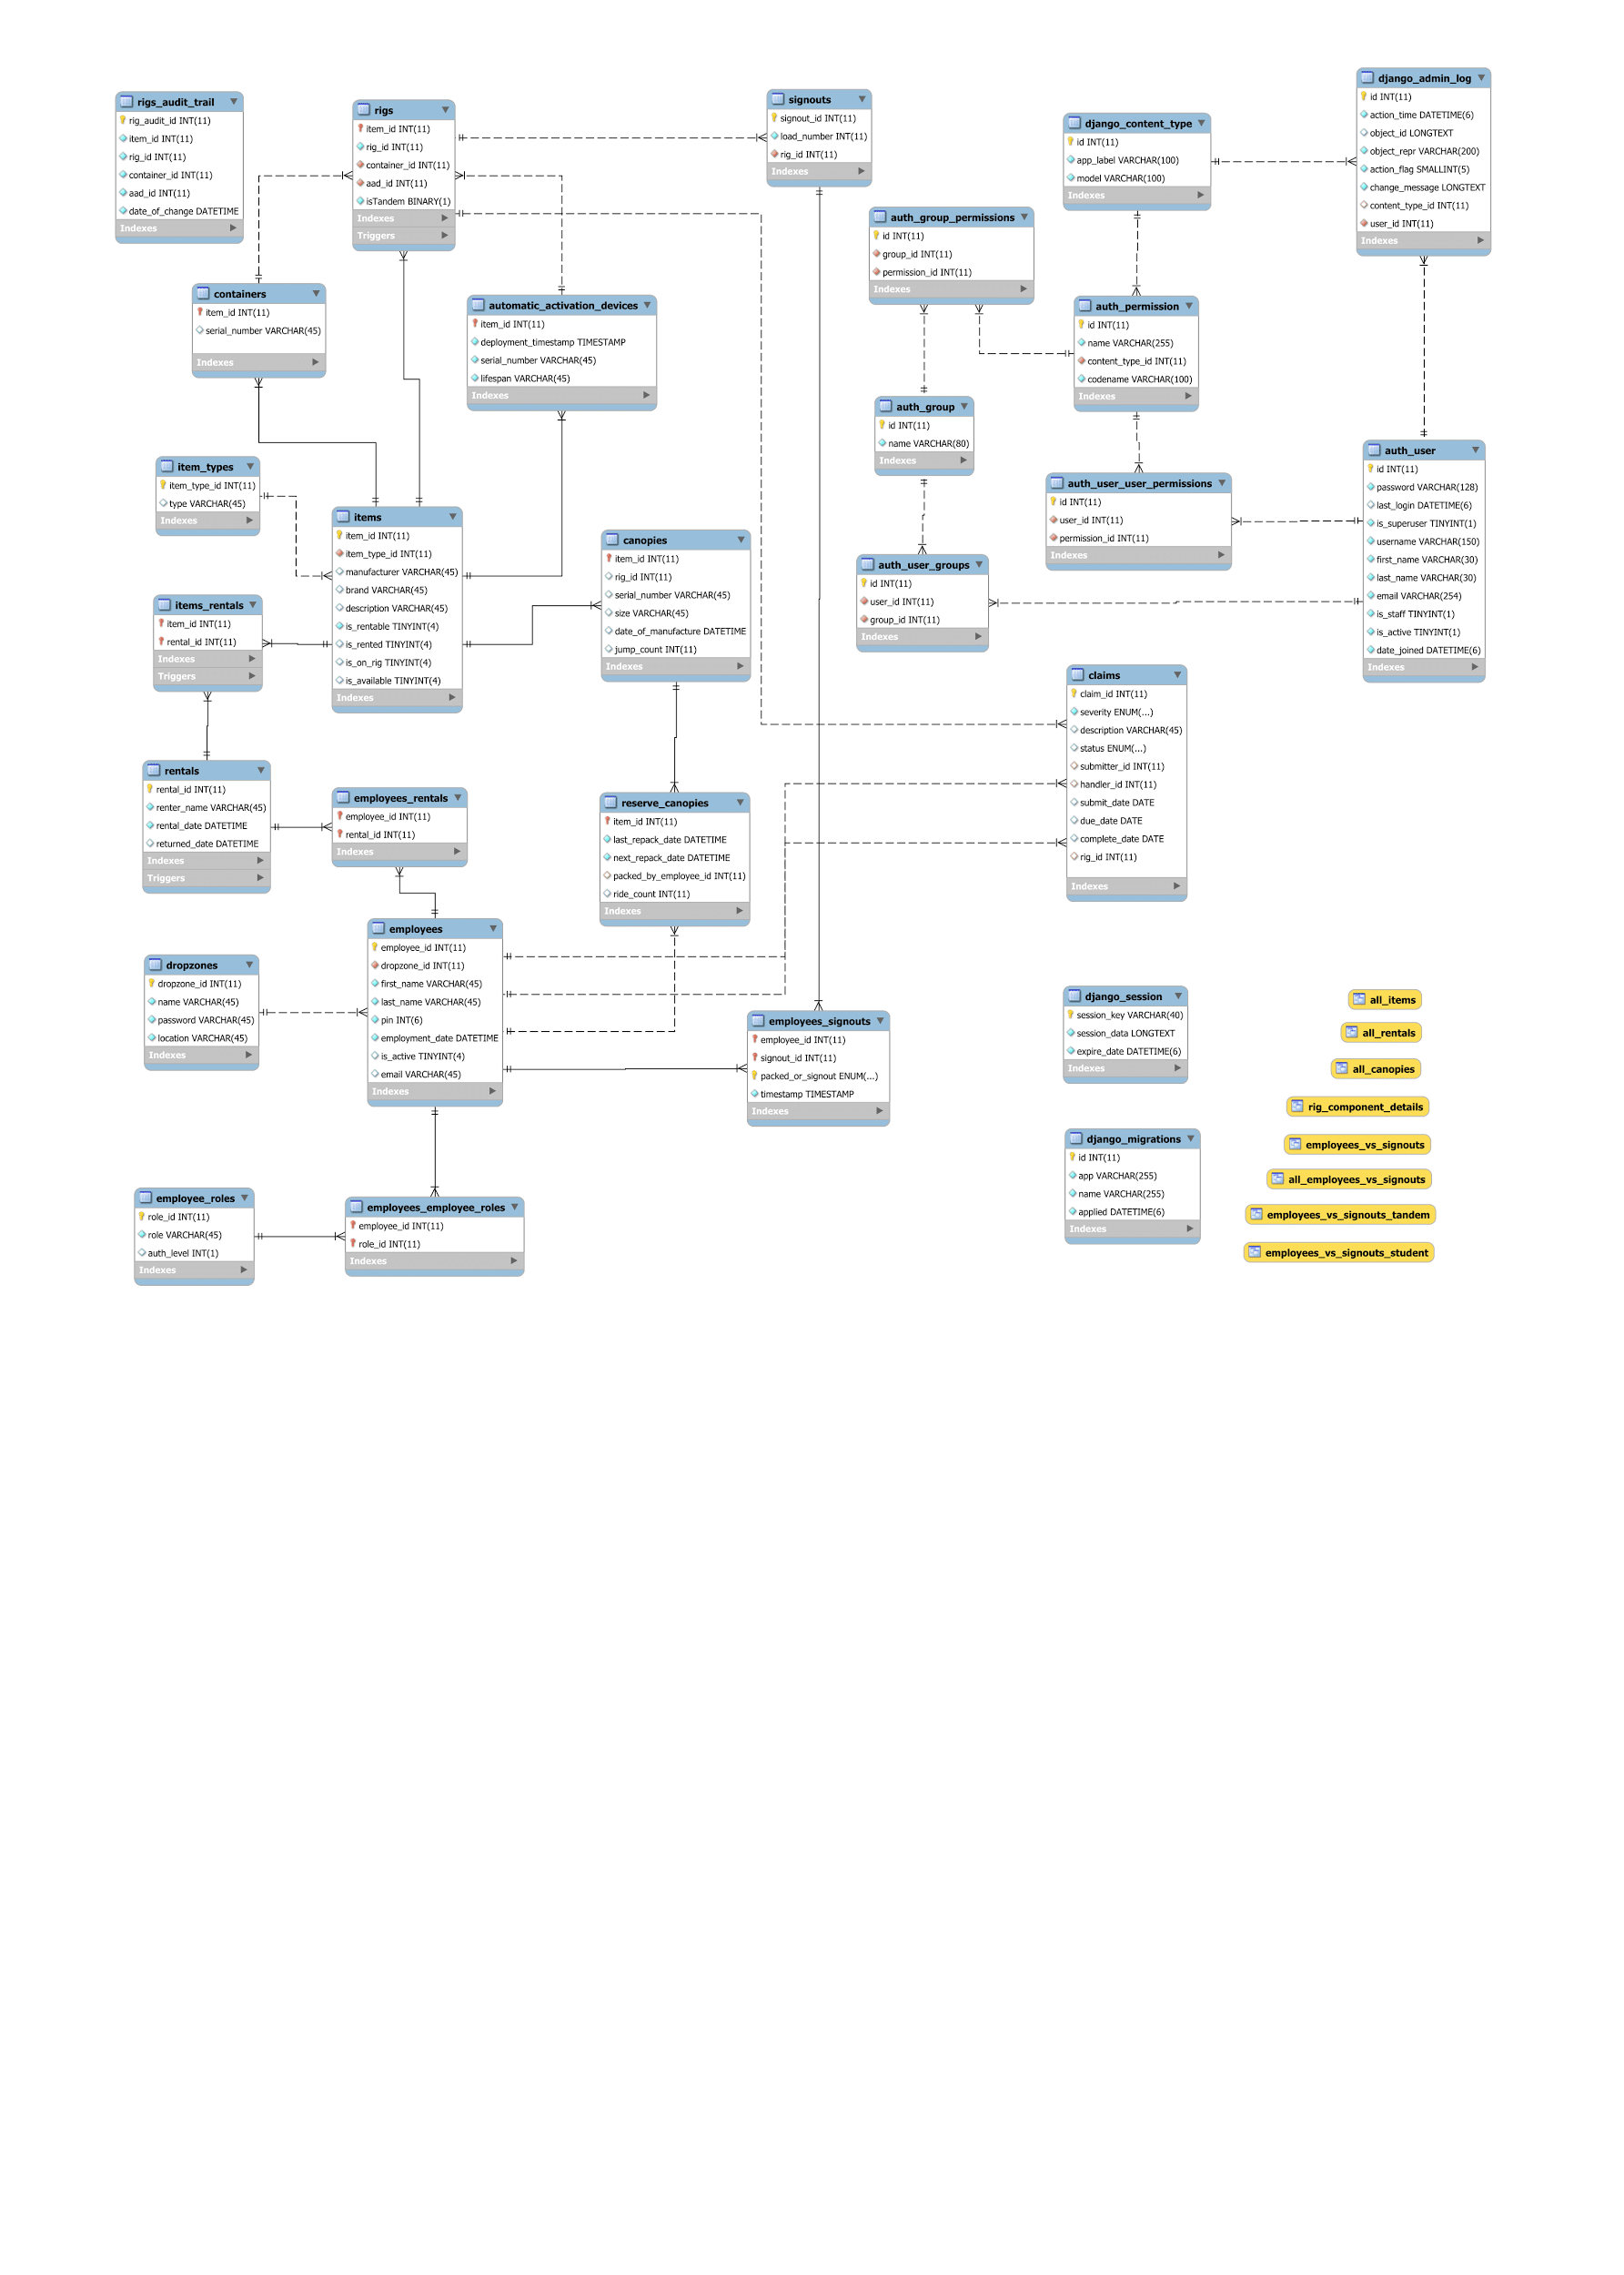 rigs_audit_trail
rig_audit_id INT(11)
item_id INT(11)
rig_id INT(11)
container_id INT(11)
aad_id INT(11)
date_of_change DATETIME
Indexes
rigs
item_id INT(11)
rig_id INT(11)
container_id INT(11)
aad_id INT(11)
isTandem BINARY(1)
Indexes
Triggers
signouts
signout_id INT(11)
load_number INT(11)
rig_id INT(11)
Indexes
django_content_type
id INT(11)
app_label VARCHAR(100)
model VARCHAR(100)
Indexes
django_admin_log
id INT(11)
action_time DATETIME(6)
object_id LONGTEXT
object_repr VARCHAR(200)
action_flag SMALLINT(5)
change_message LONGTEXT
content_type_id INT(11)
user_id INT(11)
Indexes
auth_group_permissions
id INT(11)
group_id INT(11)
permission_id INT(11)
Indexes
containers
item_id INT(11)
serial_number VARCHAR(45)
Indexes
automatic_activation_devices
item_id INT(11)
deployment_timestamp TIMESTAMP
serial_number VARCHAR(45)
lifespan VARCHAR(45)
Indexes
auth_permission
id INT(11)
name VARCHAR(255)
content_type_id INT(11)
codename VARCHAR(100)
Indexes
auth_group
id INT(11)
name VARCHAR(80)
Indexes
auth_user
id INT(11)
password VARCHAR(128)
last_login DATETIME(6)
is_superuser TINYINT(1)
username VARCHAR(150)
first_name VARCHAR(30)
last_name VARCHAR(30)
email VARCHAR(254)
is_staff TINYINT(1)
is_active TINYINT(1)
date_joined DATETIME(6)
Indexes
item_types
item_type_id INT(11)
type VARCHAR(45)
Indexes
auth_user_user_permissions
id INT(11)
user_id INT(11)
permission_id INT(11)
Indexes
items
item_id INT(11)
item_type_id INT(11)
manufacturer VARCHAR(45)
brand VARCHAR(45)
description VARCHAR(45)
is_rentable TINYINT(4)
is_rented TINYINT(4)
is_on_rig TINYINT(4)
is_available TINYINT(4)
Indexes
canopies
item_id INT(11)
rig_id INT(11)
serial_number VARCHAR(45)
size VARCHAR(45)
date_of_manufacture DATETIME
jump_count INT(11)
Indexes
auth_user_groups
id INT(11)
user_id INT(11)
group_id INT(11)
Indexes
items_rentals
item_id INT(11)
rental_id INT(11)
Indexes
Triggers
claims
claim_id INT(11)
severity ENUM(...)
description VARCHAR(45)
status ENUM(...)
submitter_id INT(11)
handler_id INT(11)
submit_date DATE
due_date DATE
complete_date DATE
rig_id INT(11)
Indexes
rentals
rental_id INT(11)
renter_name VARCHAR(45)
rental_date DATETIME
returned_date DATETIME
Indexes
Triggers
employees_rentals
employee_id INT(11)
rental_id INT(11)
Indexes
reserve_canopies
item_id INT(11)
last_repack_date DATETIME
next_repack_date DATETIME
packed_by_employee_id INT(11)
ride_count INT(11)
Indexes
employees
employee_id INT(11)
dropzone_id INT(11)
first_name VARCHAR(45)
last_name VARCHAR(45)
pin INT(6)
employment_date DATETIME
is_active TINYINT(4)
email VARCHAR(45)
Indexes
dropzones
dropzone_id INT(11)
name VARCHAR(45)
password VARCHAR(45)
location VARCHAR(45)
Indexes
employees_signouts
employee_id INT(11)
signout_id INT(11)
packed_or_signout ENUM(...)
timestamp TIMESTAMP
Indexes
django_session
session_key VARCHAR(40)
session_data LONGTEXT
expire_date DATETIME(6)
Indexes
all_items
all_rentals
all_canopies
rig_component_details
employees_vs_signouts
all_employees_vs_signouts
employees_vs_signouts_tandem
employees_vs_signouts_student
django_migrations
id INT(11)
app VARCHAR(255)
name VARCHAR(255)
applied DATETIME(6)
Indexes
employee_roles
role_id INT(11)
role VARCHAR(45)
auth_level INT(1)
Indexes
employees_employee_roles
employee_id INT(11)
role_id INT(11)
Indexes